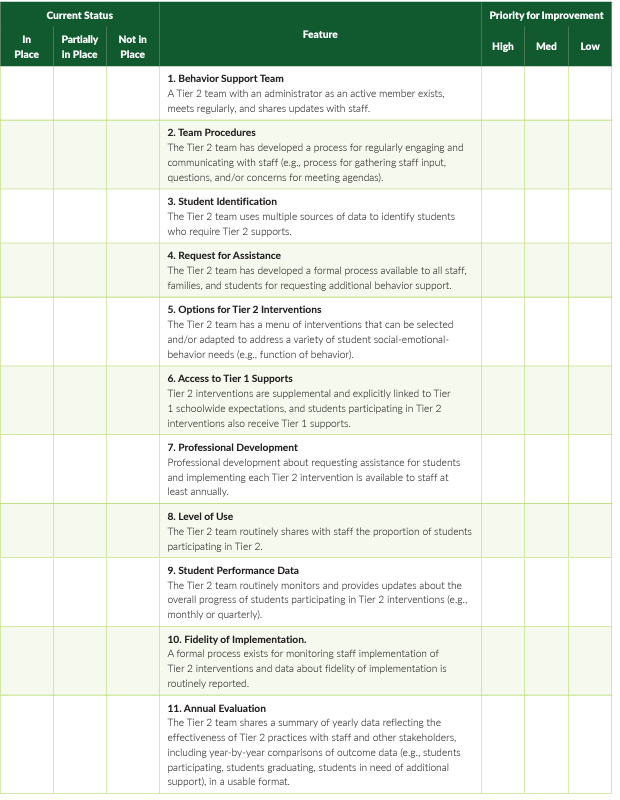 Current Status
Feature
Priority for Improvement
In
Place
Partially
in Place
Not in
Place
High
Med
Low
1. Behavior Support Team
A Tier 2 team with an administrator as an active member exists,
meets regularly, and shares updates with staff.
2. Team Procedures
The Tier 2 team has developed a process for regularly engaging and
communicating with staff (e.g., process for gathering staff input,
questions, and/or concerns for meeting agendas).
3. Student Identification
The Tier 2 team uses multiple sources of data to identify students
who require Tier 2 supports.
4. Request for Assistance
The Tier 2 team has developed a formal process available to all staff,
families, and students for requesting additional behavior support.
5. Options for Tier 2 Interventions
The Tier 2 team has a menu of interventions that can be selected
and/or adapted to address a variety of student social-emotional-
behavior needs (e.g., function of behavior).
6. Access to Tier 1 Supports
Tier 2 interventions are supplemental and explicitly linked to Tier
1 schoolwide expectations, and students participating in Tier 2
interventions also receive Tier 1 supports.
7. Professional Development
Professional development about requesting assistance for students
and implementing each Tier 2 intervention is available to staff at
least annually.
8. Level of Use
The Tier 2 team routinely shares with staff the proportion of students
participating in Tier 2.
9. Student Performance Data
The Tier 2 team routinely monitors and provides updates about the
overall progress of students participating in Tier 2 interventions (e.g.,
monthly or quarterly).
10. Fidelity of Implementation.
A formal process exists for monitoring staff implementation of
Tier 2 interventions and data about fidelity of implementation is
routinely reported.
11. Annual Evaluation
The Tier 2 team shares a summary of yearly data reflecting the
effectiveness of Tier 2 practices with staff and other stakeholders,
including year-by-year comparisons of outcome data (e.g., students
participating, students graduating, students in need of additional
support), in a usable format.